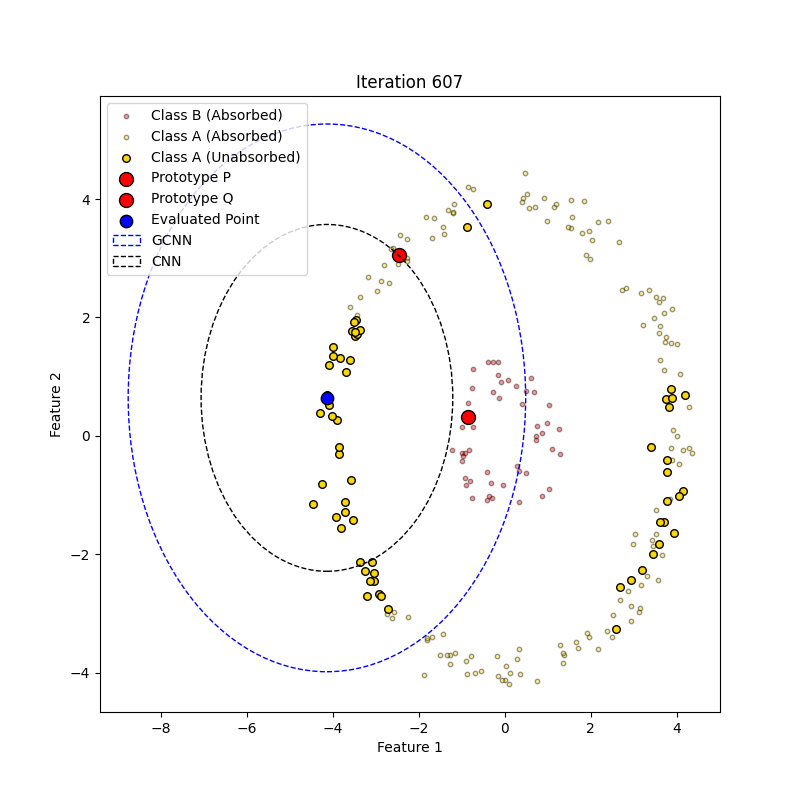 Iteration 607
Class B (Absorbed)
Class A (Absorbed)
Class A (Unabsorbed)
Prototype P
Prototype Q
Evaluated Point
GCNN
CNN
4
2
0
−2
−4
Feature 2
−8
−6
−4
−2
0
2
4
Feature 1